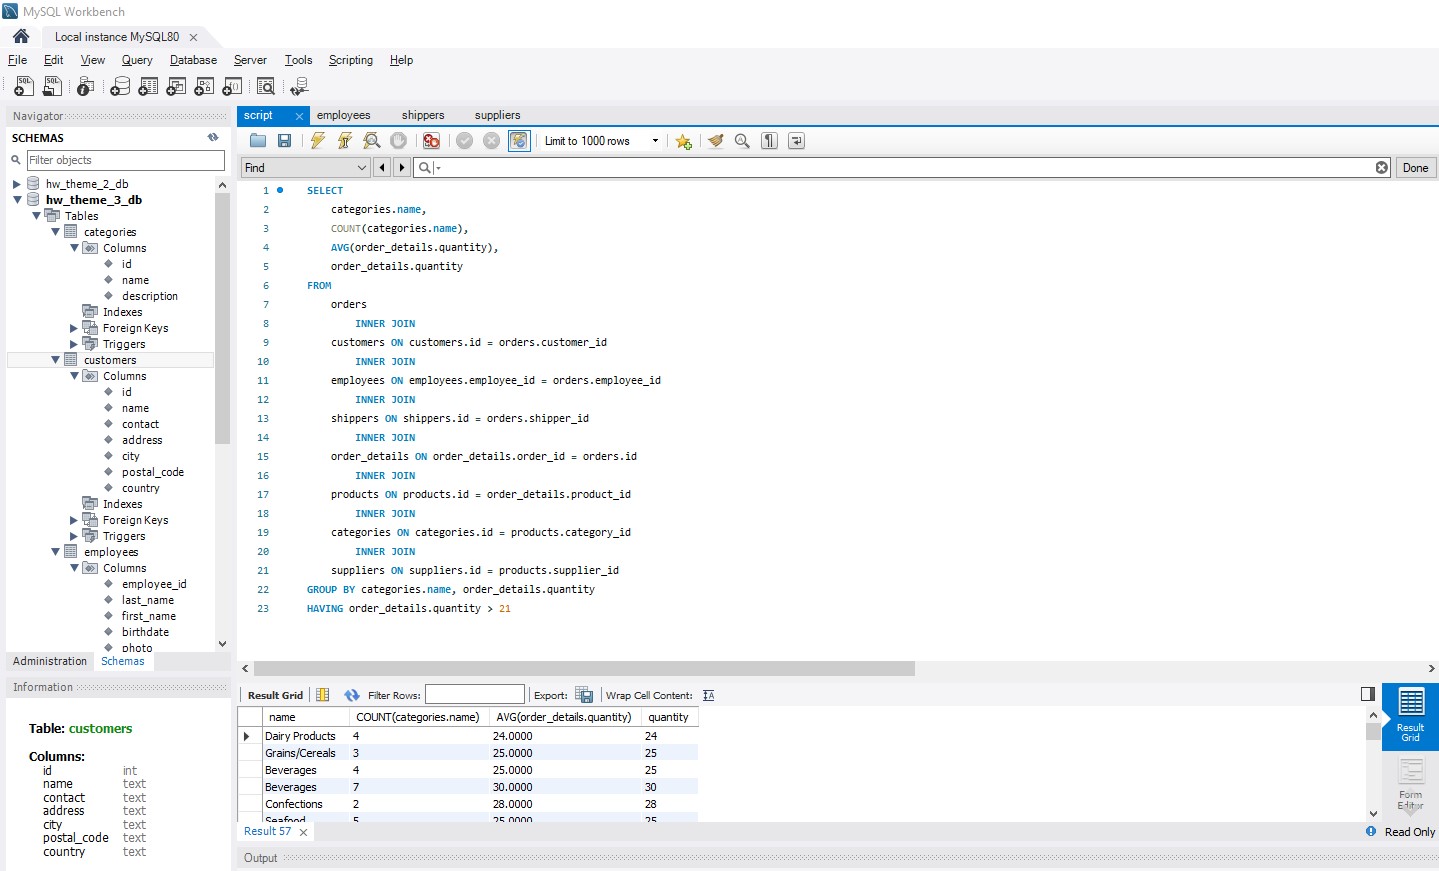 MySQL Workbench
Local instance MySQL80 ×
File Edit View Query Database Server Tools Scripting Help
Navigator
SCHEMAS
Filter objects
hw_theme_2_db
hw_theme_3_db
Tables
categories
Columns
id
name
description
Indexes
Foreign Keys
Triggers
customers
Columns
id
name
contact
address
city
postal_code
country
Indexes
Foreign Keys
Triggers
employees
Columns
employee_id
last_name
first_name
birthdate
photo
Administration Schemas
Information
Table: customers
Columns:
id int
name text
contact text
address text
city text
postal_code text
country text
script × employees shippers suppliers
Limit to 1000 rows
Find Done
1 SELECT
2 categories.name,
3 COUNT(categories.name),
4 AVG(order_details.quantity),
5 order_details.quantity
6 FROM
7 orders
8 INNER JOIN
9 customers ON customers.id = orders.customer_id
10 INNER JOIN
11 employees ON employees.employee_id = orders.employee_id
12 INNER JOIN
13 shippers ON shippers.id = orders.shipper_id
14 INNER JOIN
15 order_details ON order_details.order_id = orders.id
16 INNER JOIN
17 products ON products.id = order_details.product_id
18 INNER JOIN
19 categories ON categories.id = products.category_id
20 INNER JOIN
21 suppliers ON suppliers.id = products.supplier_id
22 GROUP BY categories.name, order_details.quantity
23 HAVING order_details.quantity > 21
Result Grid Filter Rows: Export: Wrap Cell Content:
name COUNT(categories.name) AVG(order_details.quantity) quantity
Dairy Products 4 24.0000 24
Grains/Cereals 3 25.0000 25
Beverages 4 25.0000 25
Beverages 7 30.0000 30
Confections 2 28.0000 28
Seafood 5 25.0000 25
Result Grid
Form Editor
Result 57 ×
Read Only
Output